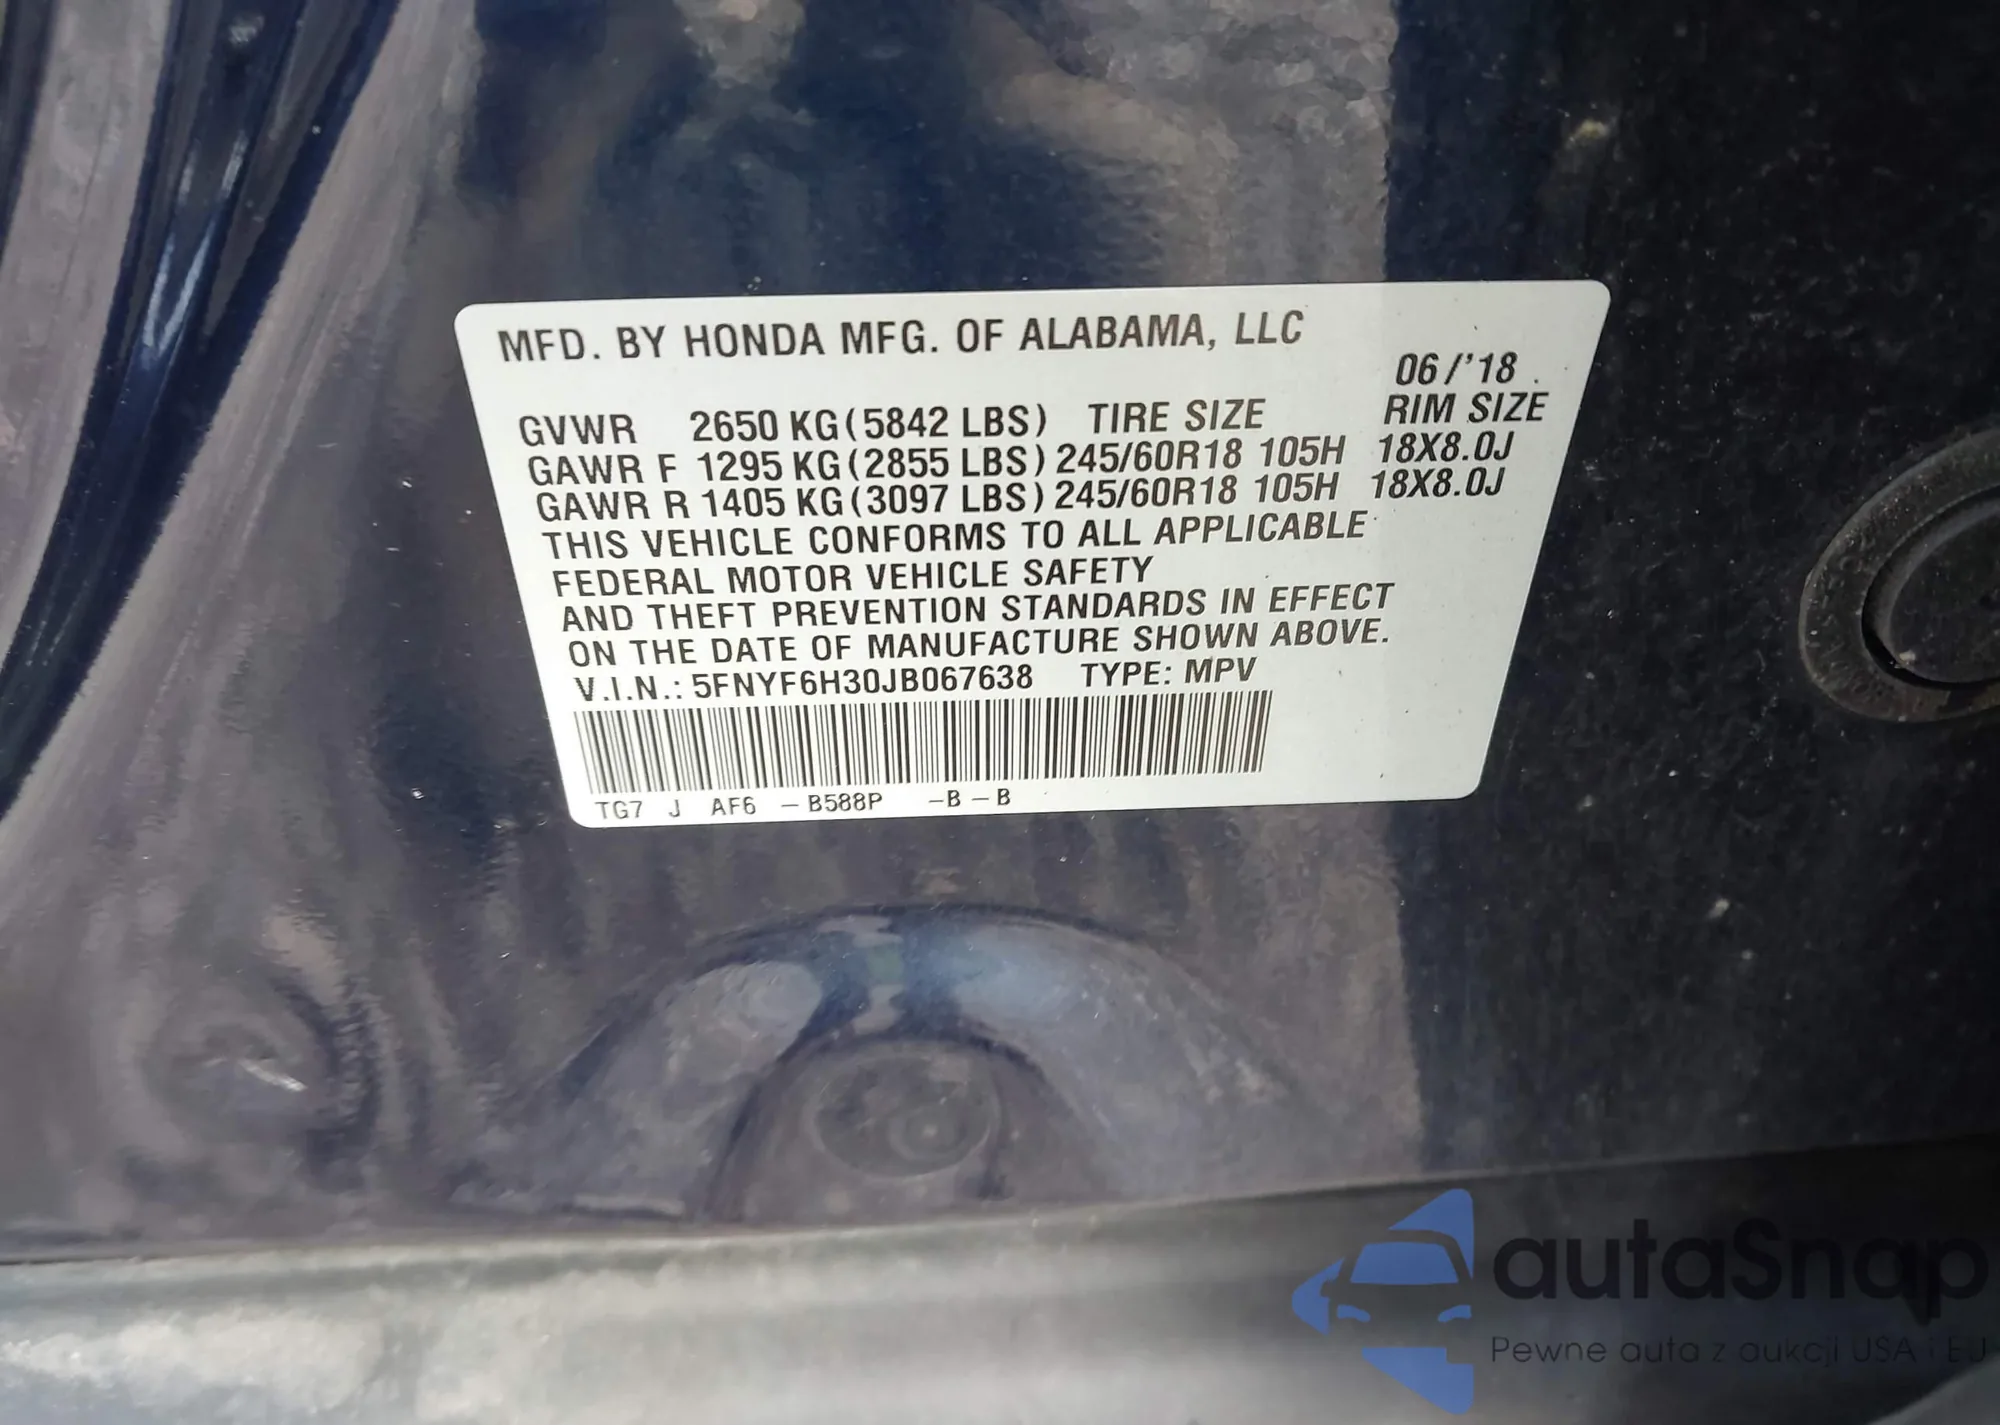 MFD. BY HONDA MFG. OF ALABAMA, LLC
06/'18
GVWR 2650 KG (5842 LBS) TIRE SIZE RIM SIZE
GAWR F 1295 KG (2855 LBS) 245/60R18 105H 18X8.0J
GAWR R 1405 KG (3097 LBS) 245/60R18 105H 18X8.0J
THIS VEHICLE CONFORMS TO ALL APPLICABLE
FEDERAL MOTOR VEHICLE SAFETY
AND THEFT PREVENTION STANDARDS IN EFFECT
ON THE DATE OF MANUFACTURE SHOWN ABOVE.
V.I.N.: 5FNYF6H30JB067638 TYPE: MPV
TG7 J AF6 – B588P –B – B
autaSnap
Pewne auta z aukcji USA i EU